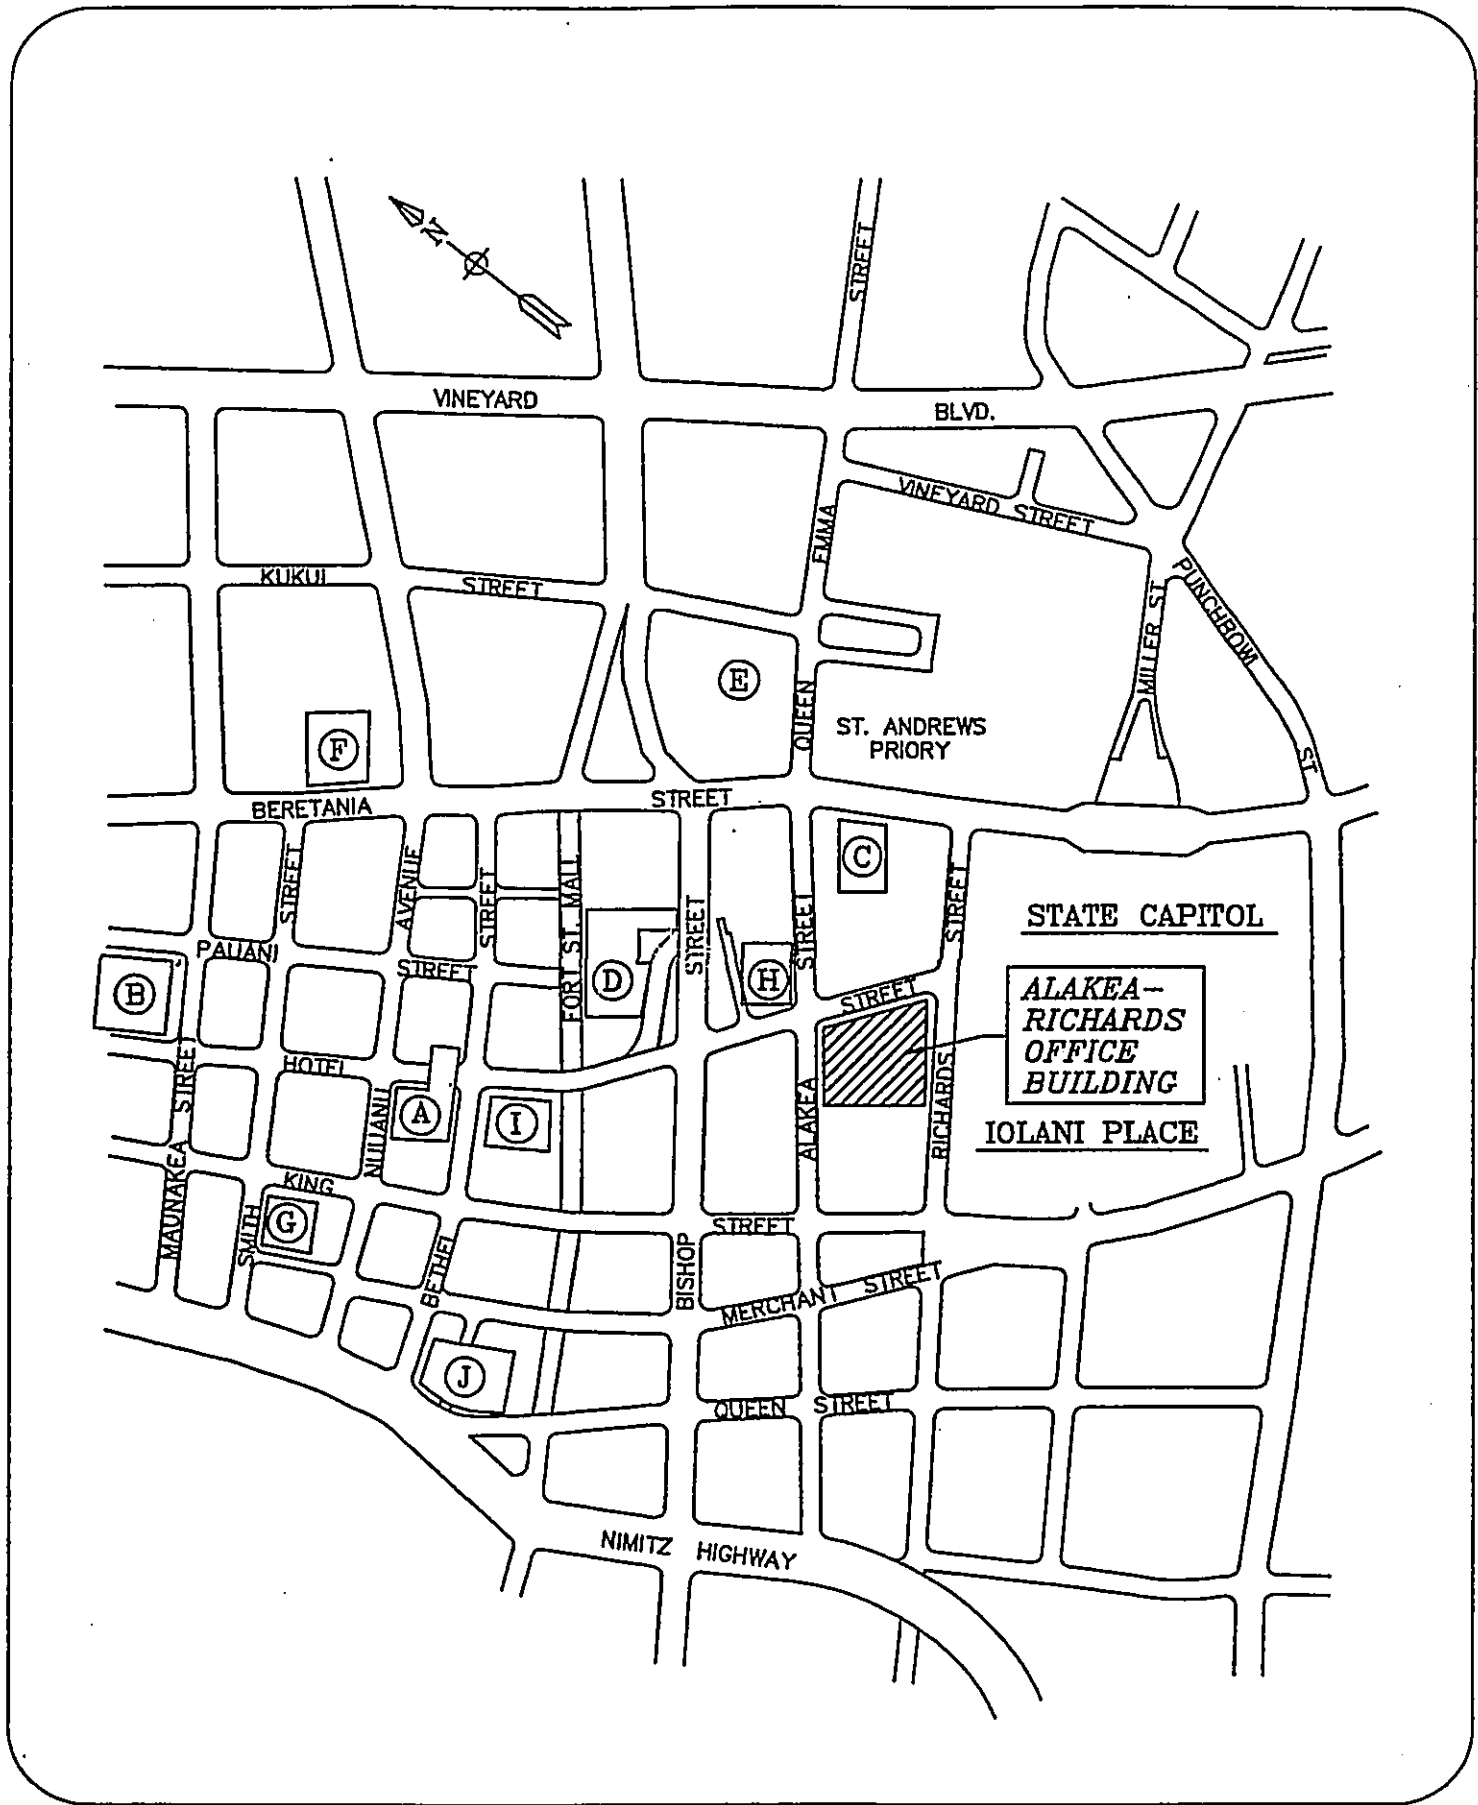 N
STREET
VINEYARD
BLVD.
VINEYARD STREET
EMMA
KUKUI
STREET
PUNCHBOWL
MILLER ST
E
QUEEN
ST. ANDREWS
PRIORY
F
ST
BERETANIA
STREET
C
STREET
AVENUE
STREET
FORT ST. MALL
STREET
STREET
STREET
STATE CAPITOL
PAUANI
STREET
B
D
H
STREET
ALAKEA-
RICHARDS
OFFICE
BUILDING
HOTEL
STREET
NUUANU
A
I
ALAKEA
RICHARDS
IOLANI PLACE
MAUNAKEA
KING
SMITH
G
STREET
BETHEL
BISHOP
MERCHANT STREET
J
QUEEN STREET
NIMITZ HIGHWAY